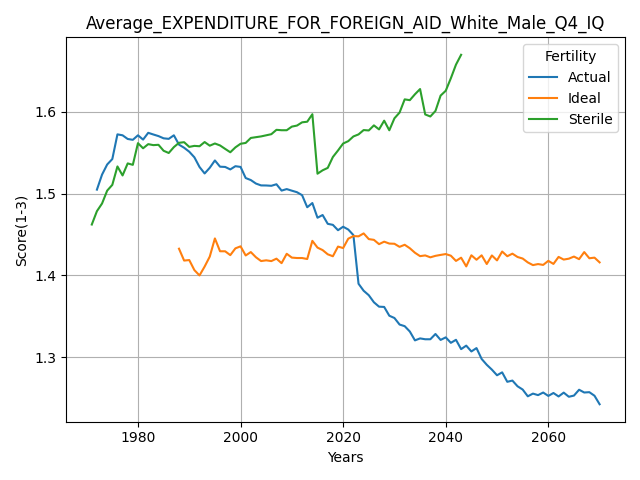 Average_EXPENDITURE_FOR_FOREIGN_AID_White_Male_Q4_IQ
Fertility
Actual
Ideal
Sterile
Score(1-3)
1.6
1.5
1.4
1.3
1980 2000 2020 2040 2060
Years